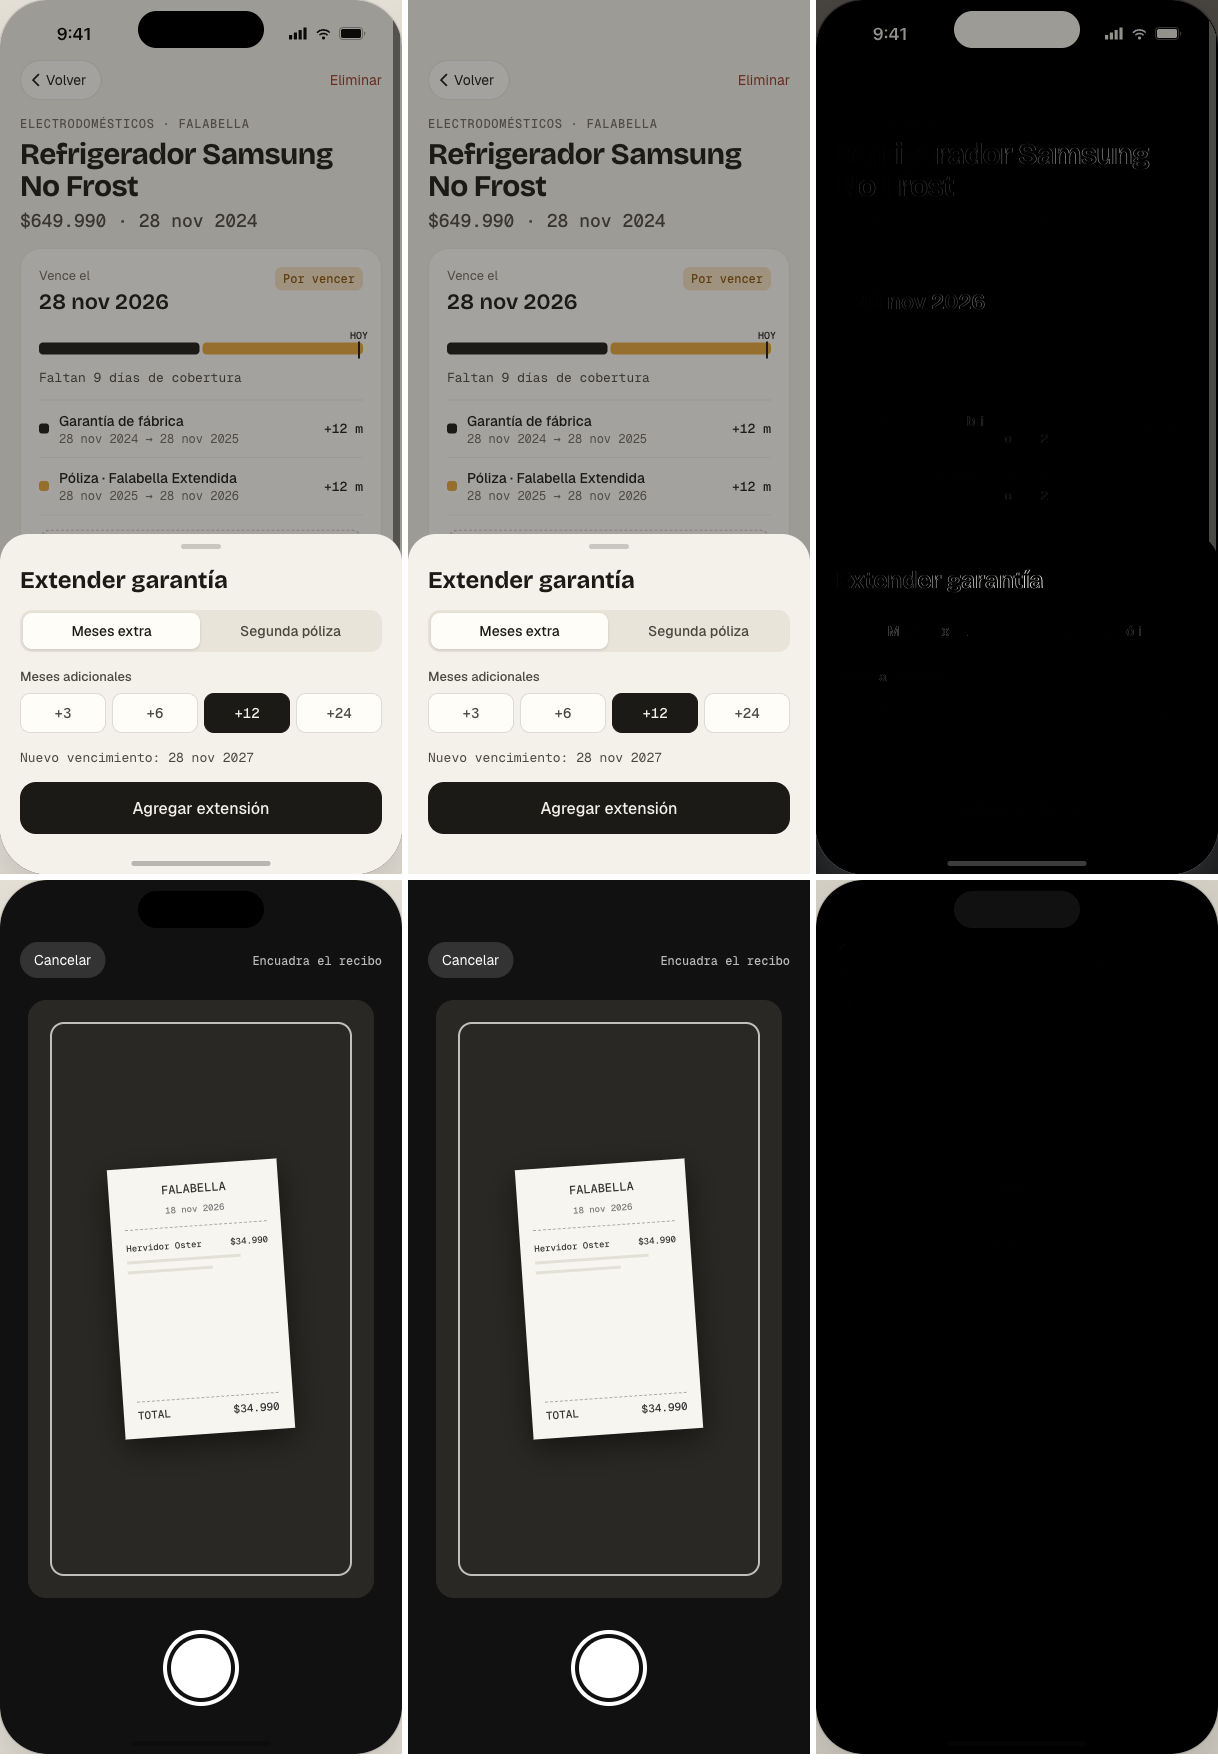 9:41
Volver
Eliminar
ELECTRODOMÉSTICOS · FALABELLA
Refrigerador Samsung
No Frost
$649.990 · 28 nov 2024
Vence el
Por vencer
28 nov 2026
HOY
Faltan 9 días de cobertura
Garantía de fábrica
28 nov 2024 → 28 nov 2025
+12 m
Póliza · Falabella Extendida
28 nov 2025 → 28 nov 2026
+12 m
Extender garantía
Meses extra
Segunda póliza
Meses adicionales
+3
+6
+12
+24
Nuevo vencimiento: 28 nov 2027
Agregar extensión
Volver
Eliminar
ELECTRODOMÉSTICOS · FALABELLA
Refrigerador Samsung
No Frost
$649.990 · 28 nov 2024
Vence el
Por vencer
28 nov 2026
HOY
Faltan 9 días de cobertura
Garantía de fábrica
28 nov 2024 → 28 nov 2025
+12 m
Póliza · Falabella Extendida
28 nov 2025 → 28 nov 2026
+12 m
Extender garantía
Meses extra
Segunda póliza
Meses adicionales
+3
+6
+12
+24
Nuevo vencimiento: 28 nov 2027
Agregar extensión
9:41
rador Samsung
nov 2026
xtender garantía
Cancelar
Encuadra el recibo
FALABELLA
18 nov 2026
Hervidor Oster $34.990
TOTAL $34.990
Cancelar
Encuadra el recibo
FALABELLA
18 nov 2026
Hervidor Oster $34.990
TOTAL $34.990